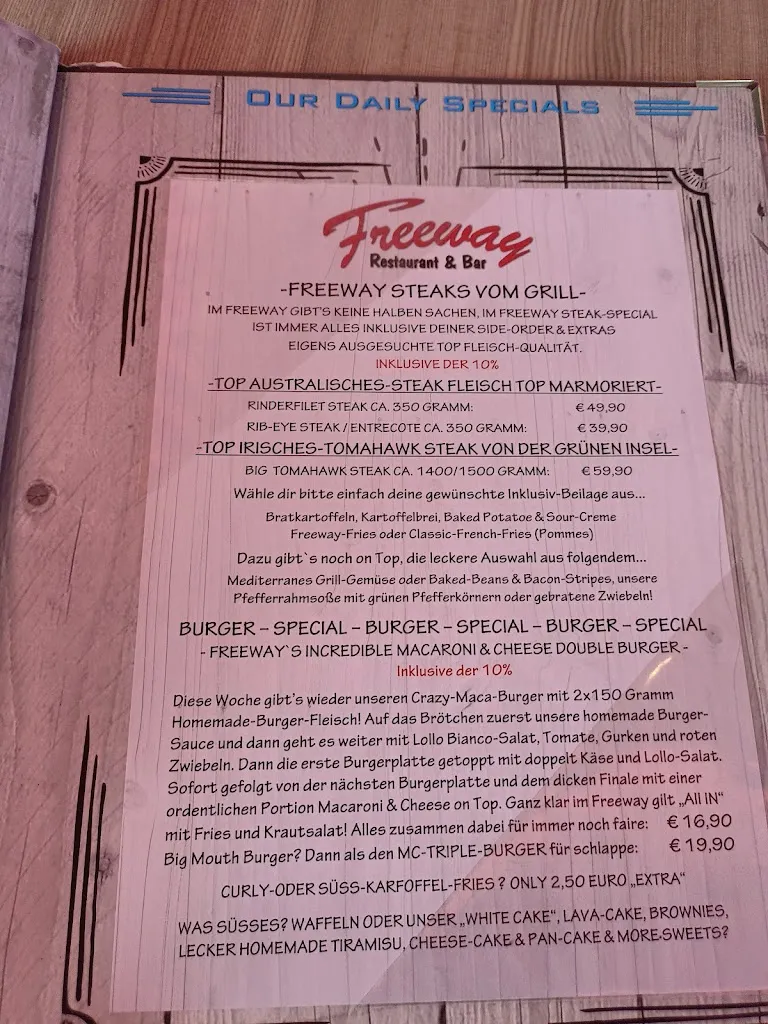 OUR DAILY SPECIALS
Freeway
Restaurant & Bar
-FREEWAY STEAKS VOM GRILL-
IM FREEWAY GIBT'S KEINE HALBEN SACHEN, IM FREEWAY STEAK-SPECIAL
IST IMMER ALLES INKLUSIVE DEINER SIDE-ORDER & EXTRAS
EIGENS AUSGESUCHTE TOP FLEISCH-QUALITÄT.
INKLUSIVE DER 10%
-TOP AUSTRALISCHES-STEAK FLEISCH TOP MARMORIERT-
RINDERFILET STEAK CA. 350 GRAMM: € 49,90
RIB-EYE STEAK / ENTRECOTE CA. 350 GRAMM: € 39,90
-TOP IRISCHES-TOMAHAWK STEAK VON DER GRÜNEN INSEL-
BIG TOMAHAWK STEAK CA. 1400/1500 GRAMM: € 59,90
Wähle dir bitte einfach deine gewünschte Inklusiv-Beilage aus...
Bratkartoffeln, Kartoffelbrei, Baked Potatoe & Sour-Creme
Freeway-Fries oder Classic-French-Fries (Pommes)
Dazu gibt`s noch on Top, die leckere Auswahl aus folgendem...
Mediterranes Grill-Gemüse oder Baked-Beans & Bacon-Stripes, unsere
Pfefferrahmsoße mit grünen Pfefferkörnern oder gebratene Zwiebeln!
BURGER – SPECIAL – BURGER – SPECIAL – BURGER – SPECIAL
- FREEWAY`S INCREDIBLE MACARONI & CHEESE DOUBLE BURGER -
Inklusive der 10%
Diese Woche gibt's wieder unseren Crazy-Maca-Burger mit 2x150 Gramm
Homemade-Burger-Fleisch! Auf das Brötchen zuerst unsere homemade Burger-
Sauce und dann geht es weiter mit Lollo Bianco-Salat, Tomate, Gurken und roten
Zwiebeln. Dann die erste Burgerplatte getoppt mit doppelt Käse und Lollo-Salat.
Sofort gefolgt von der nächsten Burgerplatte und dem dicken Finale mit einer
ordentlichen Portion Macaroni & Cheese on Top. Ganz klar im Freeway gilt „All IN“
mit Fries und Krautsalat! Alles zusammen dabei für immer noch faire: € 16,90
Big Mouth Burger? Dann als den MC-TRIPLE-BURGER für schlappe: € 19,90
CURLY-ODER SÜSS-KARFOFFEL-FRIES ? ONLY 2,50 EURO „EXTRA“
WAS SÜSSES? WAFFELN ODER UNSER „WHITE CAKE“, LAVA-CAKE, BROWNIES,
LECKER HOMEMADE TIRAMISU, CHEESE-CAKE & PAN-CAKE & MORE SWEETS?